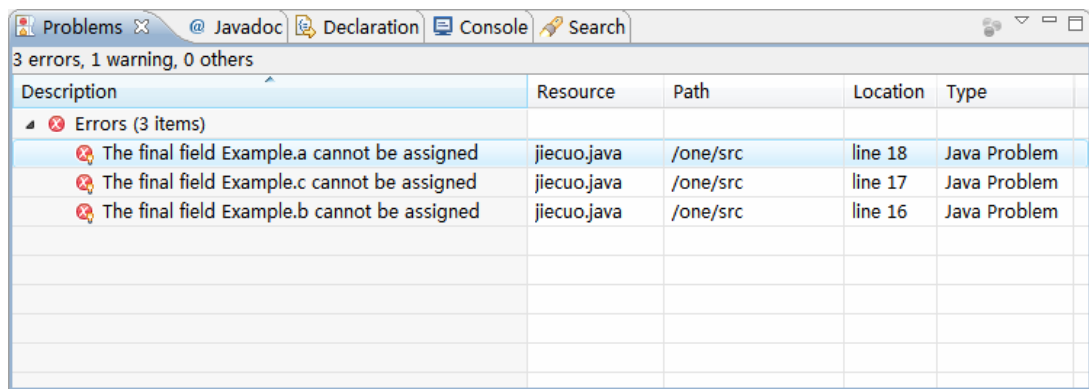 Problems @ Javadoc Declaration Console Search
3 errors, 1 warning, 0 others
Description Resource Path Location Type
Errors (3 items)
The final field Example.a cannot be assigned jiecuo.java /one/src line 18 Java Problem
The final field Example.c cannot be assigned jiecuo.java /one/src line 17 Java Problem
The final field Example.b cannot be assigned jiecuo.java /one/src line 16 Java Problem